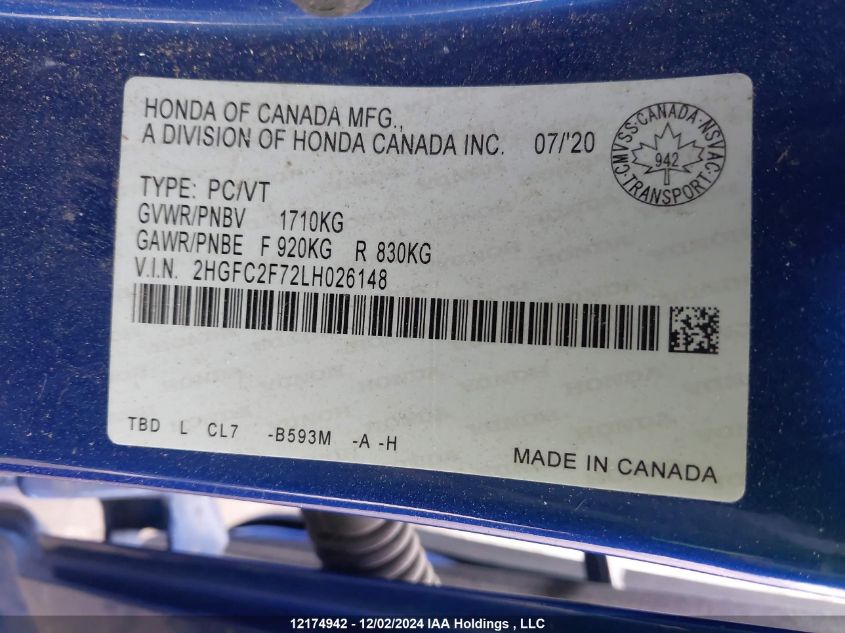 HONDA OF CANADA MFG.,
A DIVISION OF HONDA CANADA INC. 07/'20
CMVSS·CANADA·NSVAC·TRANSPORT·
942
TYPE: PC/VT
GVWR/PNBV 1710KG
GAWR/PNBE F 920KG R 830KG
V.I.N. 2HGFC2F72LH026148
TBD L CL7 -B593M -A -H
MADE IN CANADA
12174942 - 12/02/2024 IAA Holdings , LLC